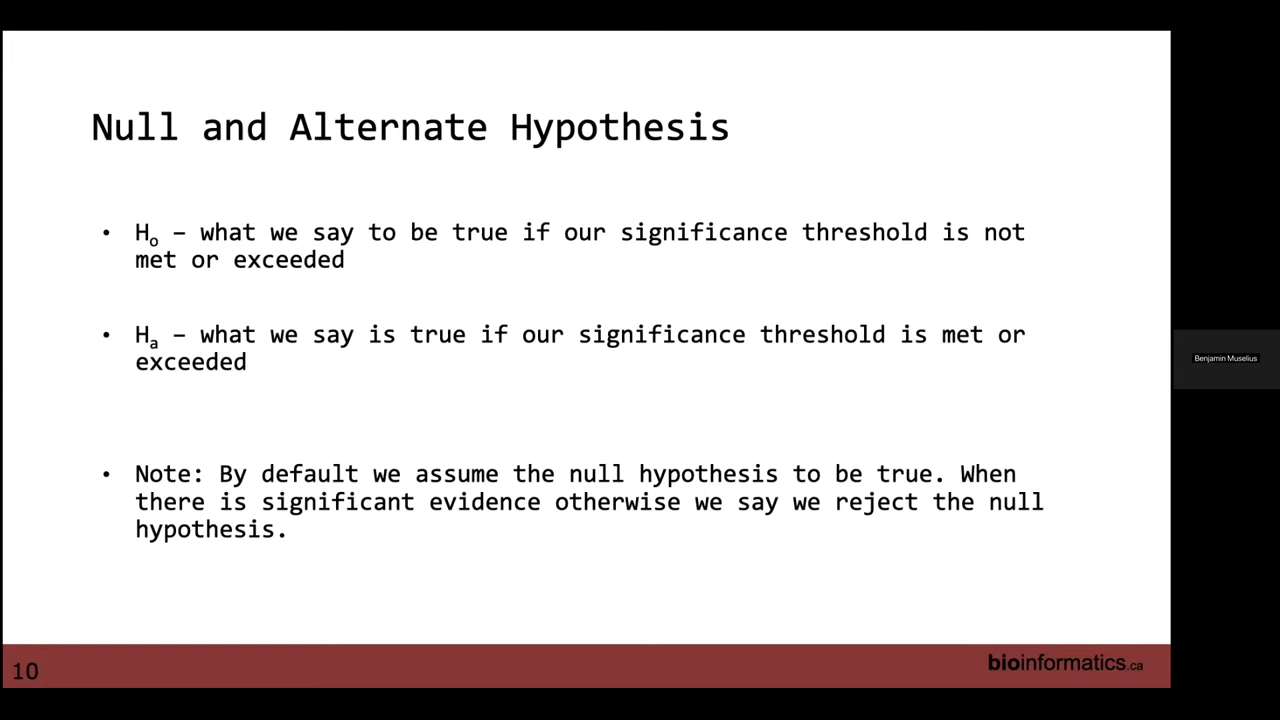 Null and Alternate Hypothesis
• Ho – what we say to be true if our significance threshold is not
met or exceeded
• Ha – what we say is true if our significance threshold is met or
exceeded
• Note: By default we assume the null hypothesis to be true. When
there is significant evidence otherwise we say we reject the null
hypothesis.
Benjamin Muselius
10
bioinformatics.ca